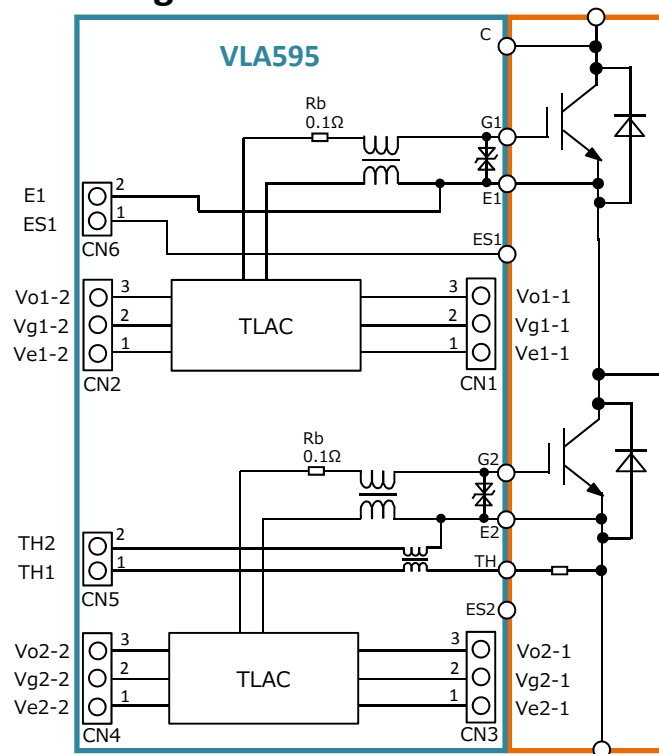 VLA595
C
Rb
0.1Ω
G1
E1
2
E1
ES1
1
CN6
ES1
Vo1-2
3
3
Vo1-1
Vg1-2
2
TLAC
2
Vg1-1
Ve1-2
1
1
Ve1-1
CN2
CN1
Rb
0.1Ω
G2
E2
TH2
2
TH1
1
TH
CN5
ES2
Vo2-2
3
3
Vo2-1
Vg2-2
2
TLAC
2
Vg2-1
Ve2-2
1
1
Ve2-1
CN4
CN3